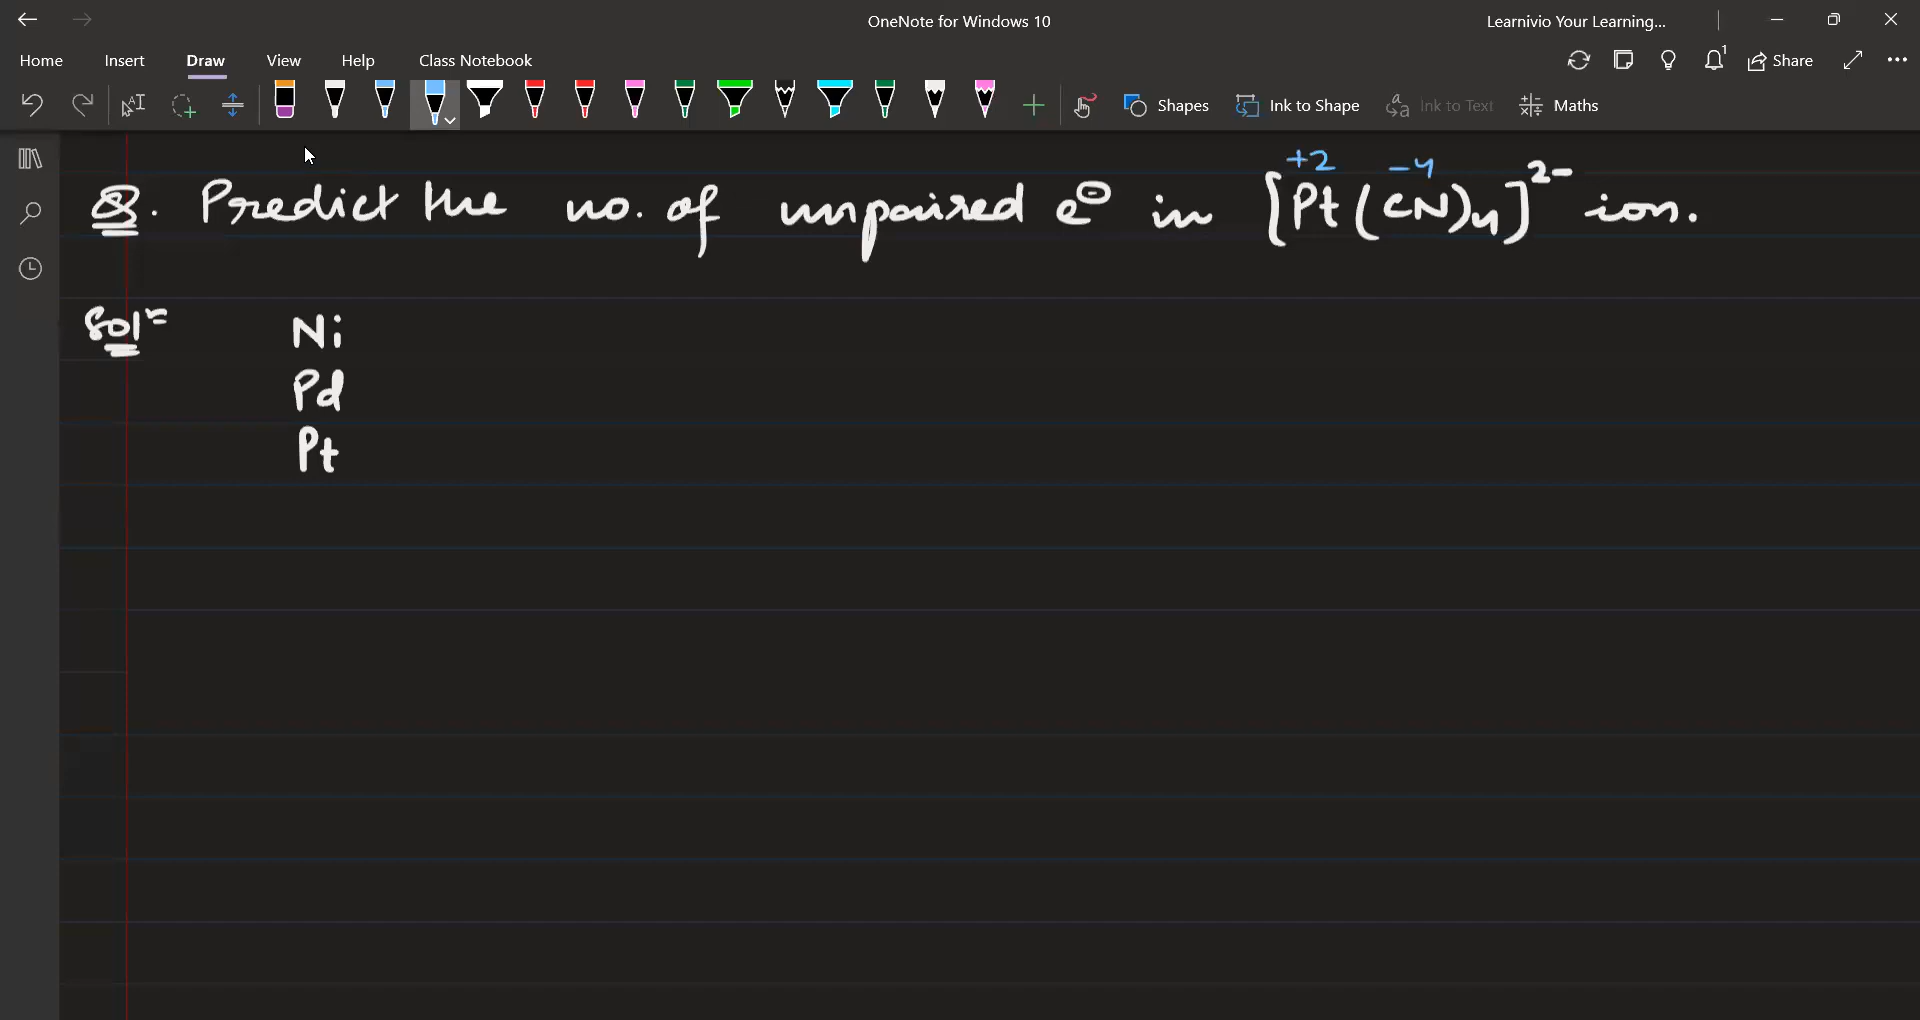 OneNote for Windows 10
Learnivio Your Learning...
Home Insert Draw View Help Class Notebook
1
Share
Shapes Ink to Shape Ink to Text Maths
+2 -4
Q. Predict the no. of unpaired e⊖ in [Pt(CN)4]2- ion.
Solⁿ
Ni
Pd
Pt